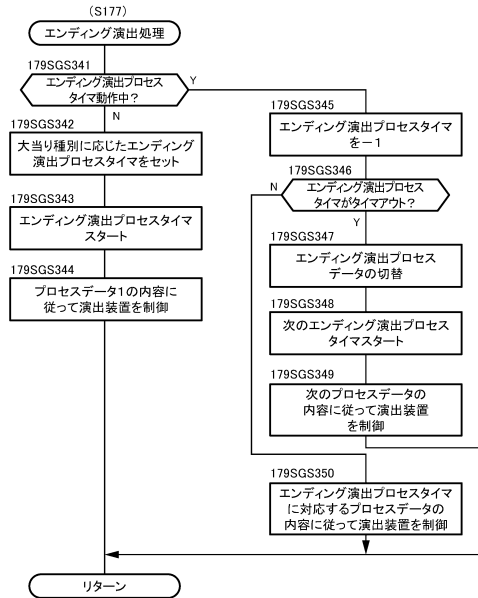 (S177)
エンディング演出処理
179SGS341
エンディング演出プロセス
タイマ動作中？
Y
N
179SGS342
大当り種別に応じたエンディング
演出プロセスタイマをセット
179SGS343
エンディング演出プロセスタイマ
スタート
179SGS344
プロセスデータ1の内容に
従って演出装置を制御
179SGS345
エンディング演出プロセスタイマ
を－1
179SGS346
エンディング演出プロセス
タイマがタイムアウト？
N
Y
179SGS347
エンディング演出プロセス
データの切替
179SGS348
次のエンディング演出プロセス
タイマスタート
179SGS349
次のプロセスデータの
内容に従って演出装置
を制御
179SGS350
エンディング演出プロセスタイマ
に対応するプロセスデータの
内容に従って演出装置を制御
リターン